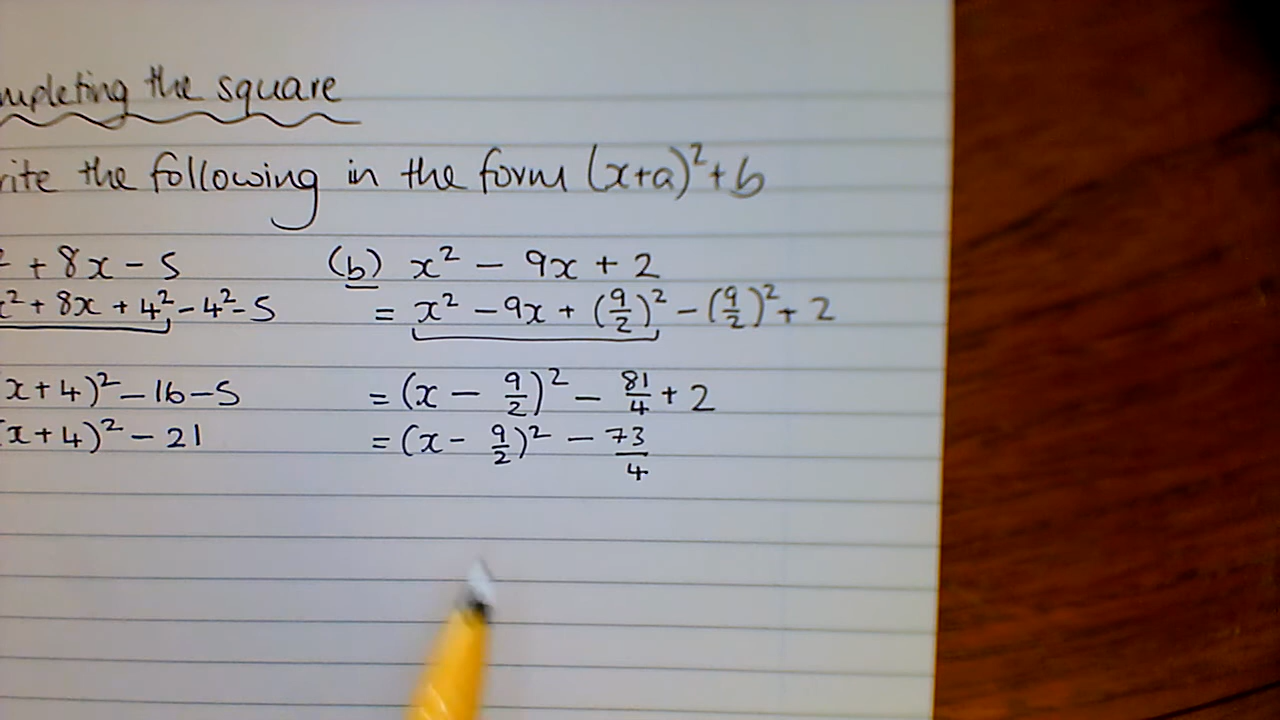 mpleting the square
rite the following in the form (x+a)² + b
² + 8x - 5 (b) x² - 9x + 2
x² + 8x + 4² - 4² - 5 = x² - 9x + (9/2)² - (9/2)² + 2
(x+4)² - 16 - 5 = (x - 9/2)² - 81/4 + 2
(x+4)² - 21 = (x - 9/2)² - 73/4